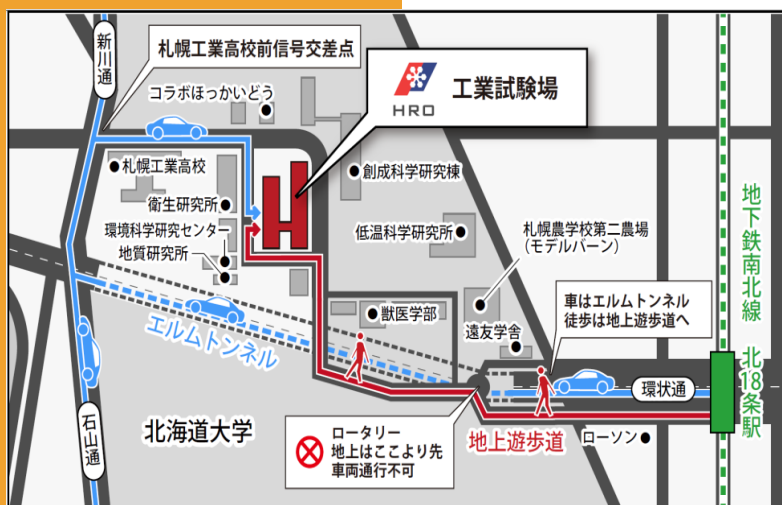 新川通
札幌工業高校前信号交差点
コラボほっかいどう
HRO 工業試験場
札幌工業高校
創成科学研究棟
衛生研究所
環境科学研究センター
地質研究所
低温科学研究所
札幌農学校第二農場
(モデルバーン)
地下鉄南北線 北18条駅
エルムトンネル
獣医学部
遠友学舎
車はエルムトンネル
徒歩は地上遊歩道へ
環状通
石山通
北海道大学
ロータリー
地上はここより先
車両通行不可
地上遊歩道
ローソン